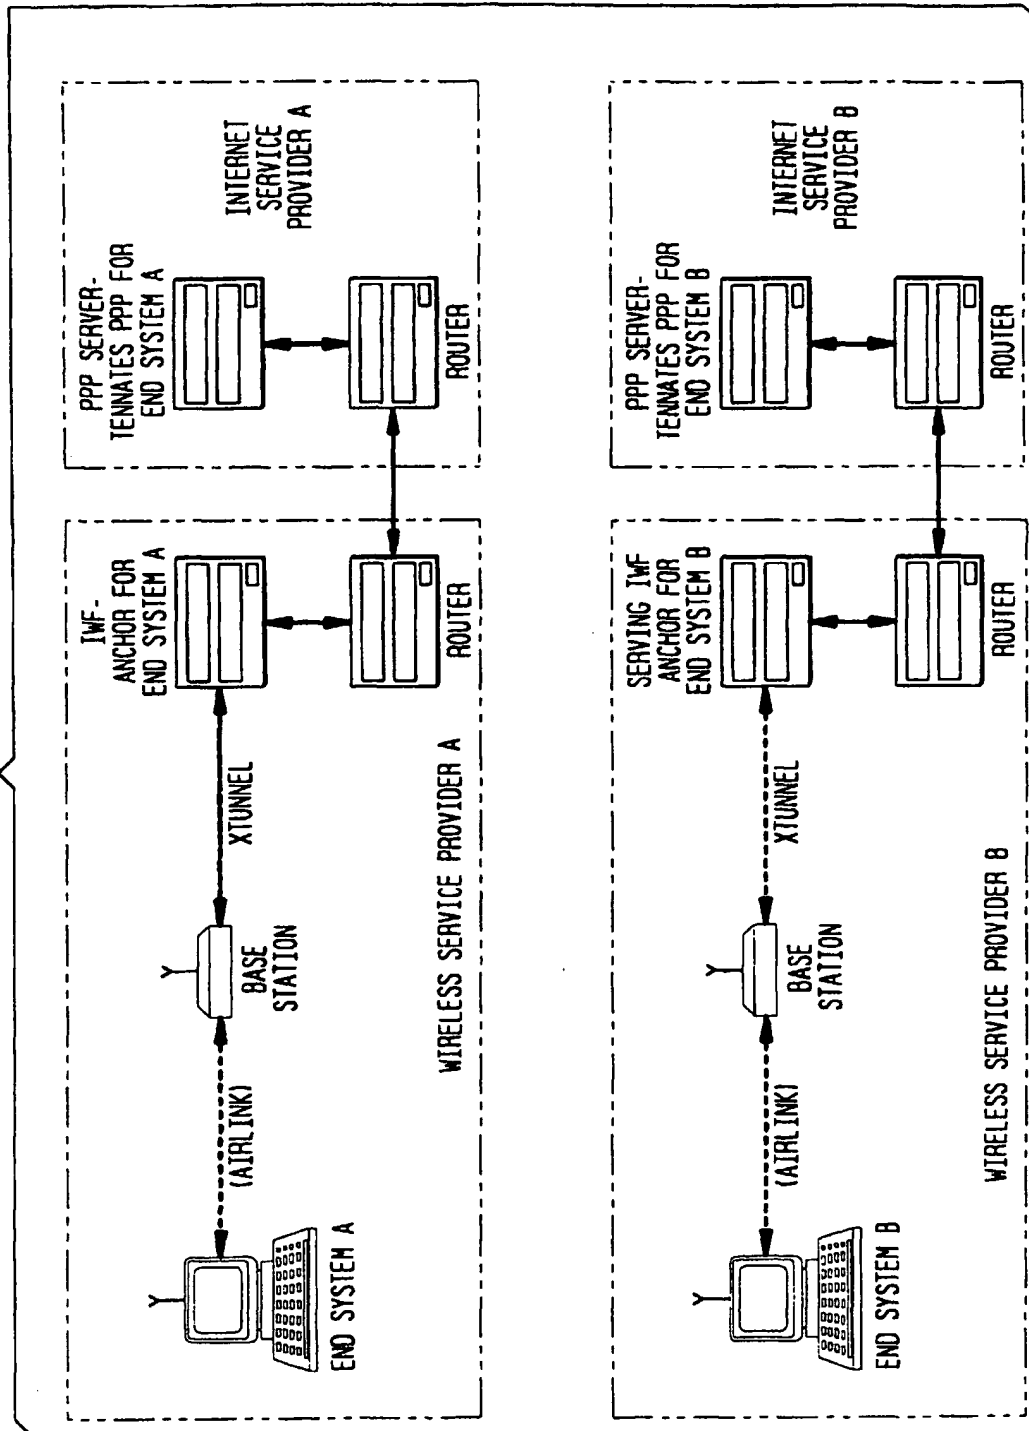 END SYSTEM A
(AIRLINK)
BASE
STATION
XTUNNEL
IWF-
ANCHOR FOR
END SYSTEM A
ROUTER
WIRELESS SERVICE PROVIDER A
PPP SERVER-
TENNATES PPP FOR
END SYSTEM A
ROUTER
INTERNET
SERVICE
PROVIDER A
END SYSTEM B
(AIRLINK)
BASE
STATION
XTUNNEL
SERVING IWF
ANCHOR FOR
END SYSTEM B
ROUTER
WIRELESS SERVICE PROVIDER B
PPP SERVER-
TENNATES PPP FOR
END SYSTEM B
ROUTER
INTERNET
SERVICE
PROVIDER B